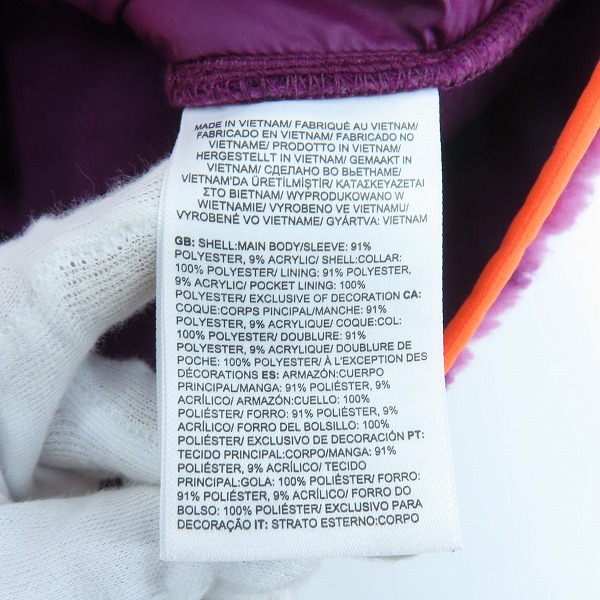 MADE IN VIETNAM/ FABRIQUÉ AU VIETNAM/
FABRICADO EN VIETNAM/ FABRICADO NO
VIETNAME/ PRODOTTO IN VIETNAM/
HERGESTELLT IN VIETNAM/ GEMAAKT IN
VIETNAM/ СДЕЛАНО ВО ВЬЕТНАМЕ/
VİETNAM'DA ÜRETİLMİŞTİR/ ΚΑΤΑΣΚΕΥΑΖΕΤΑΙ
ΣΤΟ ΒΙΕΤΝΑΜ/ WYPRODUKOWANO W
WIETNAMIE/ VYROBENO VE VIETNAMU/
VYROBENÉ VO VIETNAME/ GYÁRTVA: VIETNAM
GB: SHELL:MAIN BODY/SLEEVE: 91%
POLYESTER, 9% ACRYLIC/ SHELL:COLLAR:
100% POLYESTER/ LINING: 91% POLYESTER,
9% ACRYLIC/ POCKET LINING: 100%
POLYESTER/ EXCLUSIVE OF DECORATION CA:
COQUE:CORPS PINCIPAL/MANCHE: 91%
POLYESTER, 9% ACRYLIQUE/ COQUE:COL:
100% POLYESTER/ DOUBLURE: 91%
POLYESTER, 9% ACRYLIQUE/ DOUBLURE DE
POCHE: 100% POLYESTER/ À L'EXCEPTION DES
DÉCORATIONS ES: ARMAZÓN:CUERPO
PRINCIPAL/MANGA: 91% POLIÉSTER, 9%
ACRÍLICO/ ARMAZÓN:CUELLO: 100%
POLIÉSTER/ FORRO: 91% POLIÉSTER, 9%
ACRÍLICO/ FORRO DEL BOLSILLO: 100%
POLIÉSTER/ EXCLUSIVO DE DECORACIÓN PT:
TECIDO PRINCIPAL:CORPO/MANGA: 91%
POLIÉSTER, 9% ACRÍLICO/ TECIDO
PRINCIPAL:GOLA: 100% POLIÉSTER/ FORRO:
91% POLIÉSTER, 9% ACRÍLICO/ FORRO DO
BOLSO: 100% POLIÉSTER/ EXCLUSIVO PARA
DECORAÇÃO IT: STRATO ESTERNO:CORPO